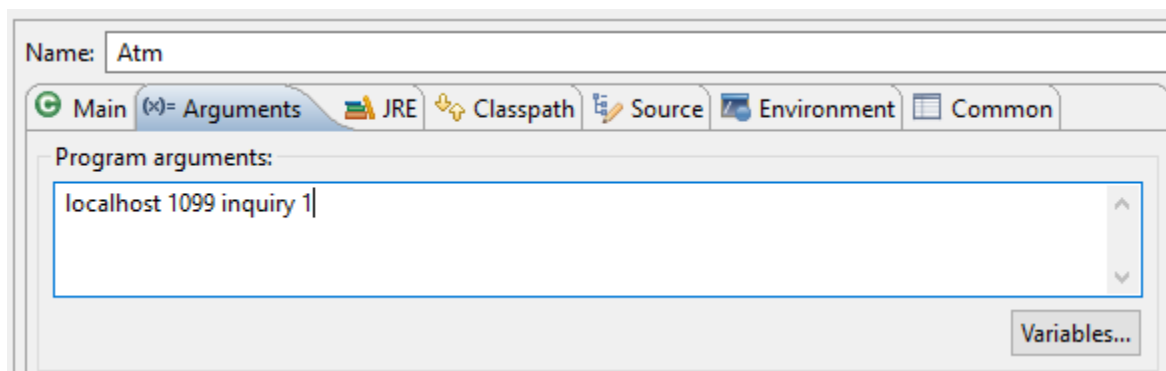 Name: Atm
Main (x)= Arguments JRE Classpath Source Environment Common
Program arguments:
localhost 1099 inquiry 1
Variables...